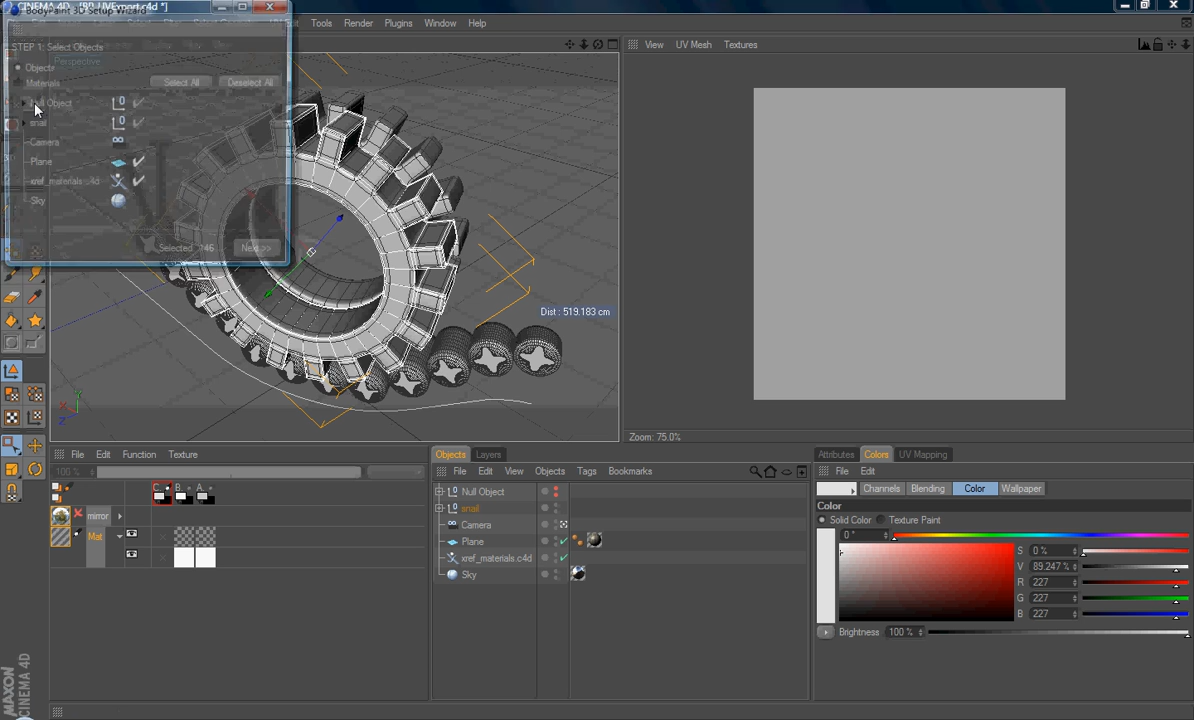 CINEMA 4D
BodyPaint 3D Setup Wizard
Tools Render Plugins Window Help
STEP 1: Select Objects
Objects
Materials
Select All Deselect All
Null Object
snail
Camera
Plane
xref_materials.c4d
Sky
Selected
Next >>
Perspective
Dist : 519.183 cm
View UV Mesh Textures
Zoom: 75.0%
File Edit Function Texture
100 %
C. B. A.
mirror
Mat
Objects Layers
File Edit View Objects Tags Bookmarks
Null Object
snail
Camera
Plane
xref_materials.c4d
Sky
Attributes Colors UV Mapping
File Edit
Channels Blending Color Wallpaper
Color
Solid Color Texture Paint
0 °
S 0 %
V 89.247 %
R 227
G 227
B 227
Brightness 100 %
MAXON
CINEMA 4D